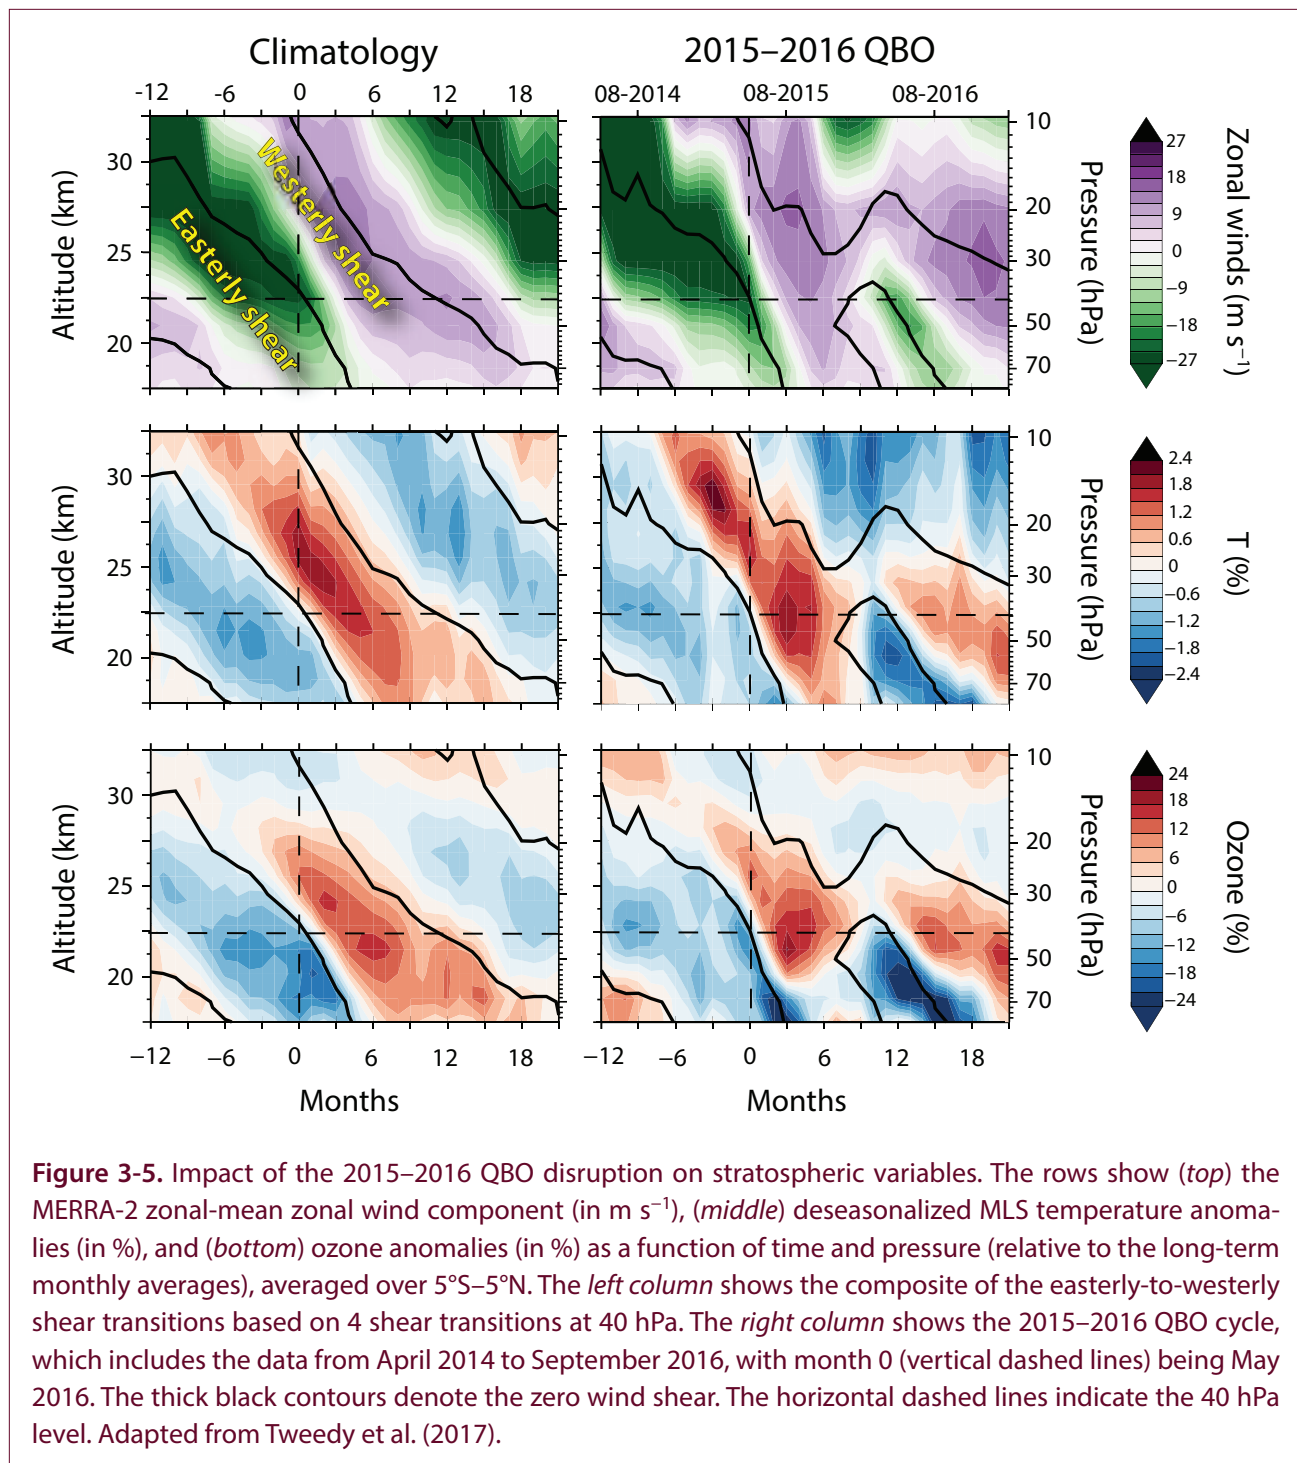 Climatology
2015–2016 QBO
-12 -6 0 6 12 18
08-2014 08-2015 08-2016
Altitude (km)
30
25
20
Westerly shear
Easterly shear
10
20
30
50
70
Pressure (hPa)
27
18
9
0
−9
−18
−27
Zonal winds (m s⁻¹)
Altitude (km)
30
25
20
10
20
30
50
70
Pressure (hPa)
2.4
1.8
1.2
0.6
0
−0.6
−1.2
−1.8
−2.4
T (%)
Altitude (km)
30
25
20
10
20
30
50
70
Pressure (hPa)
24
18
12
6
0
−6
−12
−18
−24
Ozone (%)
−12 −6 0 6 12 18
−12 −6 0 6 12 18
Months
Months
Figure 3-5. Impact of the 2015–2016 QBO disruption on stratospheric variables. The rows show (top) the
MERRA-2 zonal-mean zonal wind component (in m s⁻¹), (middle) deseasonalized MLS temperature anoma-
lies (in %), and (bottom) ozone anomalies (in %) as a function of time and pressure (relative to the long-term
monthly averages), averaged over 5°S–5°N. The left column shows the composite of the easterly-to-westerly
shear transitions based on 4 shear transitions at 40 hPa. The right column shows the 2015–2016 QBO cycle,
which includes the data from April 2014 to September 2016, with month 0 (vertical dashed lines) being May
2016. The thick black contours denote the zero wind shear. The horizontal dashed lines indicate the 40 hPa
level. Adapted from Tweedy et al. (2017).